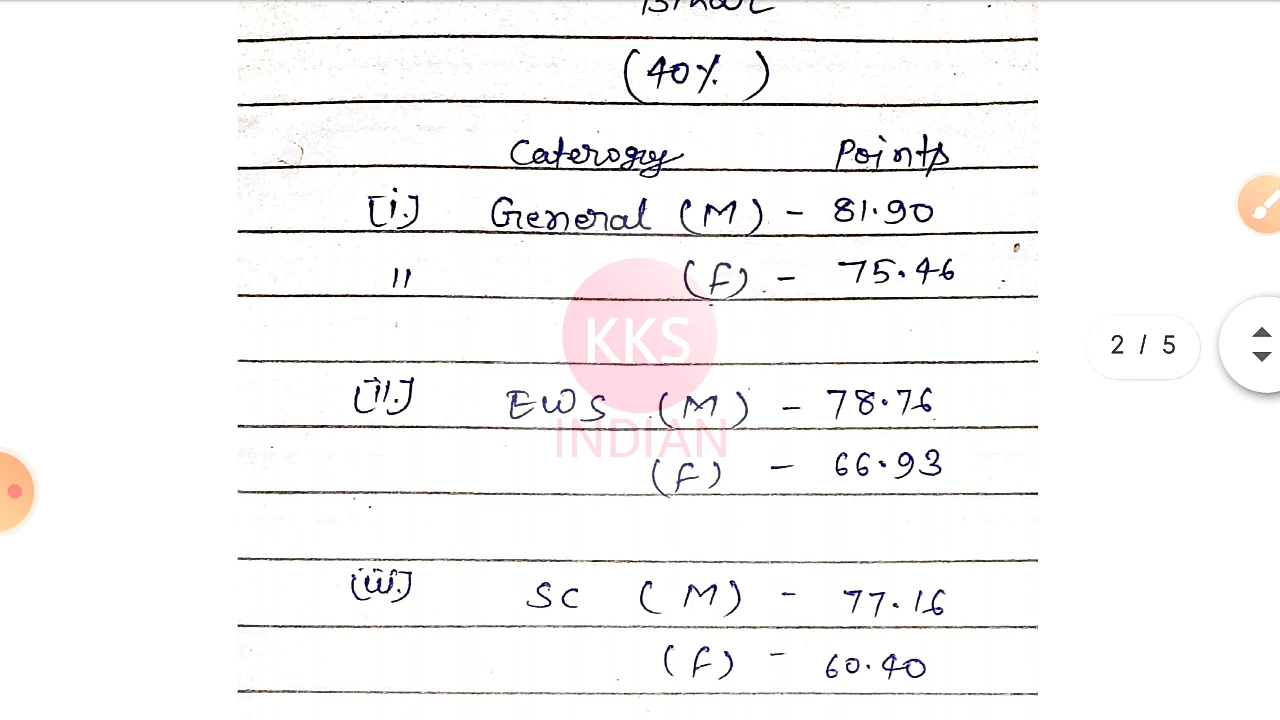 (40%)
Caterogy Points
[i.] General (M) - 81.90
11 (F) - 75.46
KKS
[ii.] EWS (M) - 78.76
INDIAN
(F) - 66.93
2 / 5
[iii.] SC (M) - 77.16
(F) - 60.40